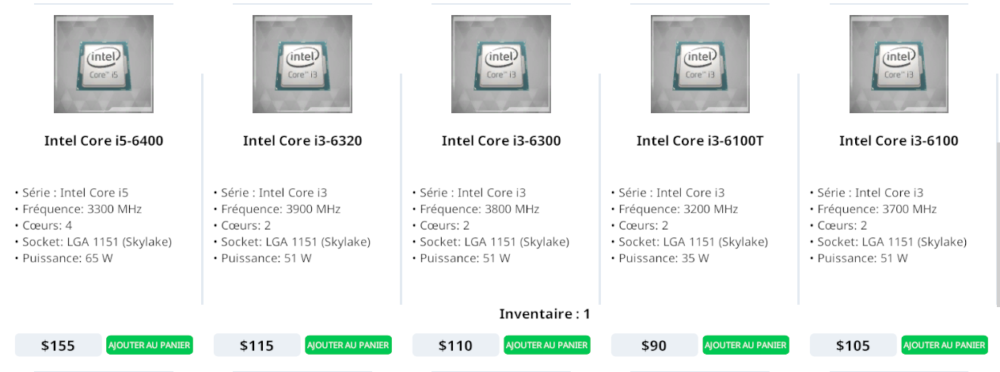 intel
Core™ i5
Intel Core i5-6400
• Série : Intel Core i5
• Fréquence: 3300 MHz
• Cœurs: 4
• Socket: LGA 1151 (Skylake)
• Puissance: 65 W
$155
AJOUTER AU PANIER
intel
Core™ i3
Intel Core i3-6320
• Série : Intel Core i3
• Fréquence: 3900 MHz
• Cœurs: 2
• Socket: LGA 1151 (Skylake)
• Puissance: 51 W
$115
AJOUTER AU PANIER
intel
Core™ i3
Intel Core i3-6300
• Série : Intel Core i3
• Fréquence: 3800 MHz
• Cœurs: 2
• Socket: LGA 1151 (Skylake)
• Puissance: 51 W
Inventaire : 1
$110
AJOUTER AU PANIER
intel
Core™ i3
Intel Core i3-6100T
• Série : Intel Core i3
• Fréquence: 3200 MHz
• Cœurs: 2
• Socket: LGA 1151 (Skylake)
• Puissance: 35 W
$90
AJOUTER AU PANIER
intel
Core™ i3
Intel Core i3-6100
• Série : Intel Core i3
• Fréquence: 3700 MHz
• Cœurs: 2
• Socket: LGA 1151 (Skylake)
• Puissance: 51 W
$105
AJOUTER AU PANIER